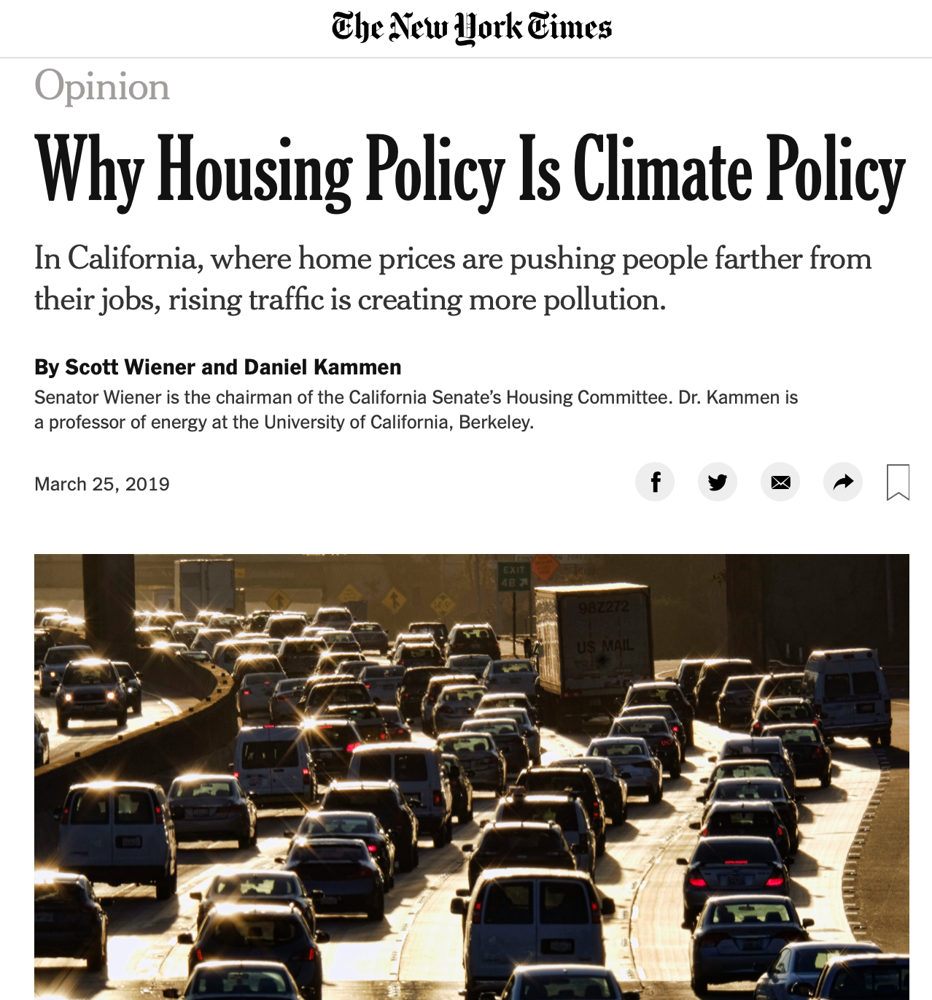 The New York Times
Opinion
Why Housing Policy Is Climate Policy
In California, where home prices are pushing people farther from
their jobs, rising traffic is creating more pollution.
By Scott Wiener and Daniel Kammen
Senator Wiener is the chairman of the California Senate’s Housing Committee. Dr. Kammen is
a professor of energy at the University of California, Berkeley.
March 25, 2019
EXIT
4B
98Z272
US MAIL